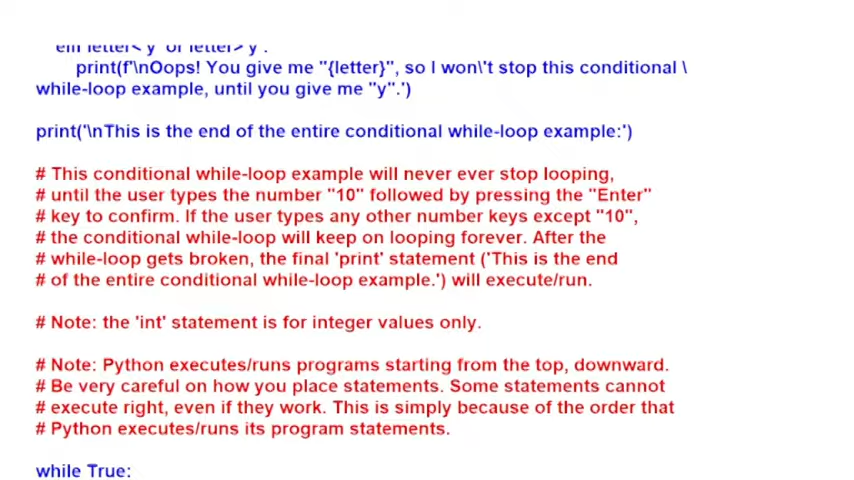 print(f'\nOops! You give me "{letter}", so I won\'t stop this conditional \
while-loop example, until you give me "y".')
print('\nThis is the end of the entire conditional while-loop example:')
# This conditional while-loop example will never ever stop looping,
# until the user types the number "10" followed by pressing the "Enter"
# key to confirm. If the user types any other number keys except "10",
# the conditional while-loop will keep on looping forever. After the
# while-loop gets broken, the final 'print' statement ('This is the end
# of the entire conditional while-loop example.') will execute/run.
# Note: the 'int' statement is for integer values only.
# Note: Python executes/runs programs starting from the top, downward.
# Be very careful on how you place statements. Some statements cannot
# execute right, even if they work. This is simply because of the order that
# Python executes/runs its program statements.
while True: